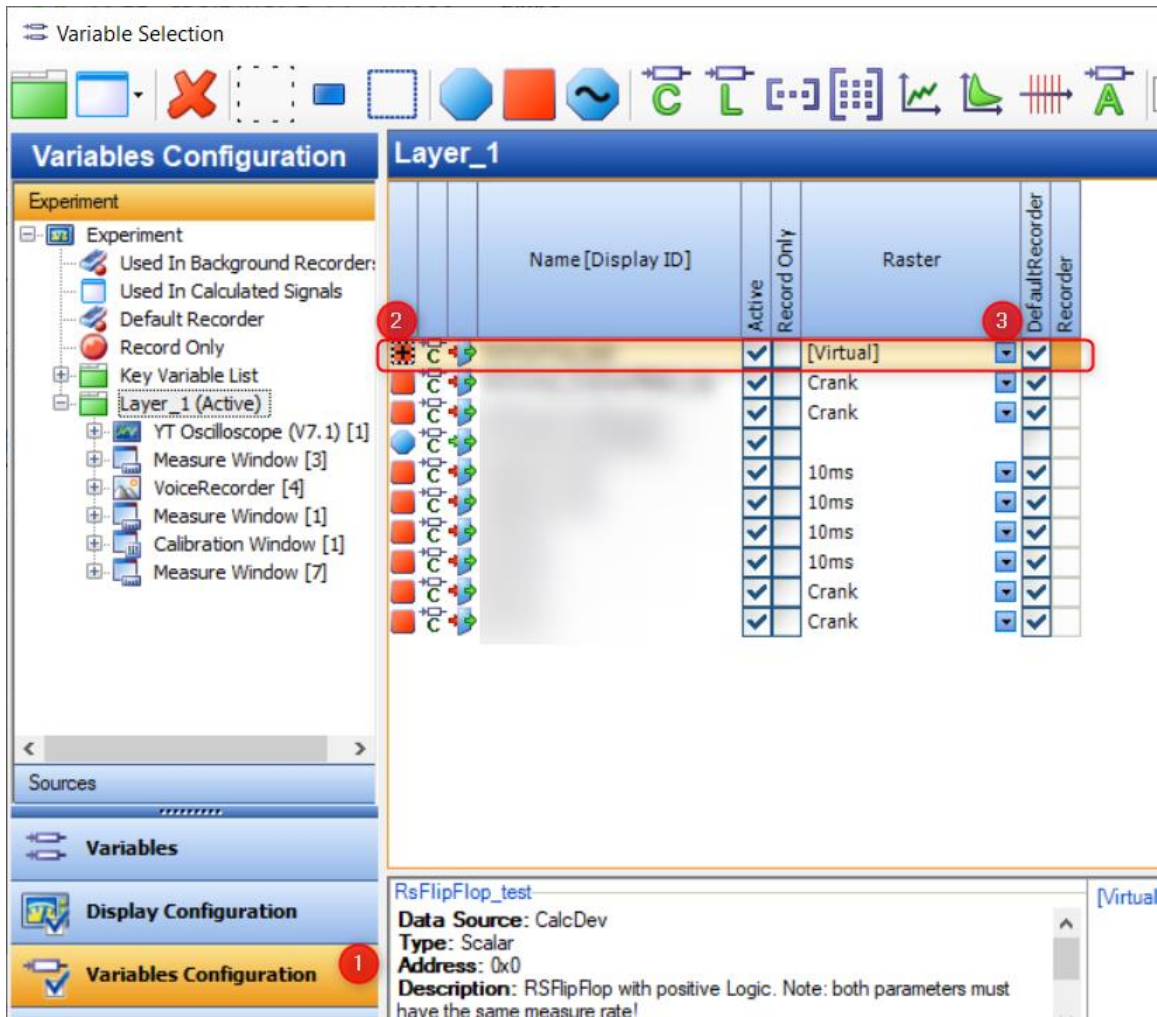 Variable Selection
C L A
Variables Configuration
Layer_1
Experiment
Experiment
Used In Background Recorder
Used In Calculated Signals
Default Recorder
Record Only
Key Variable List
Layer_1 (Active)
YT Oscilloscope (V7.1) [1]
Measure Window [3]
VoiceRecorder [4]
Measure Window [1]
Calibration Window [1]
Measure Window [7]
Sources
Variables
Display Configuration
Variables Configuration
1
Name [Display ID]
Active
Record Only
Raster
DefaultRecorder
Recorder
2
3
C [Virtual]
C Crank
C Crank
C
C 10ms
C 10ms
C 10ms
C 10ms
C Crank
C Crank
RsFlipFlop_test
Data Source: CalcDev
Type: Scalar
Address: 0x0
Description: RSFlipFlop with positive Logic. Note: both parameters must
have the same measure rate!
[Virtual